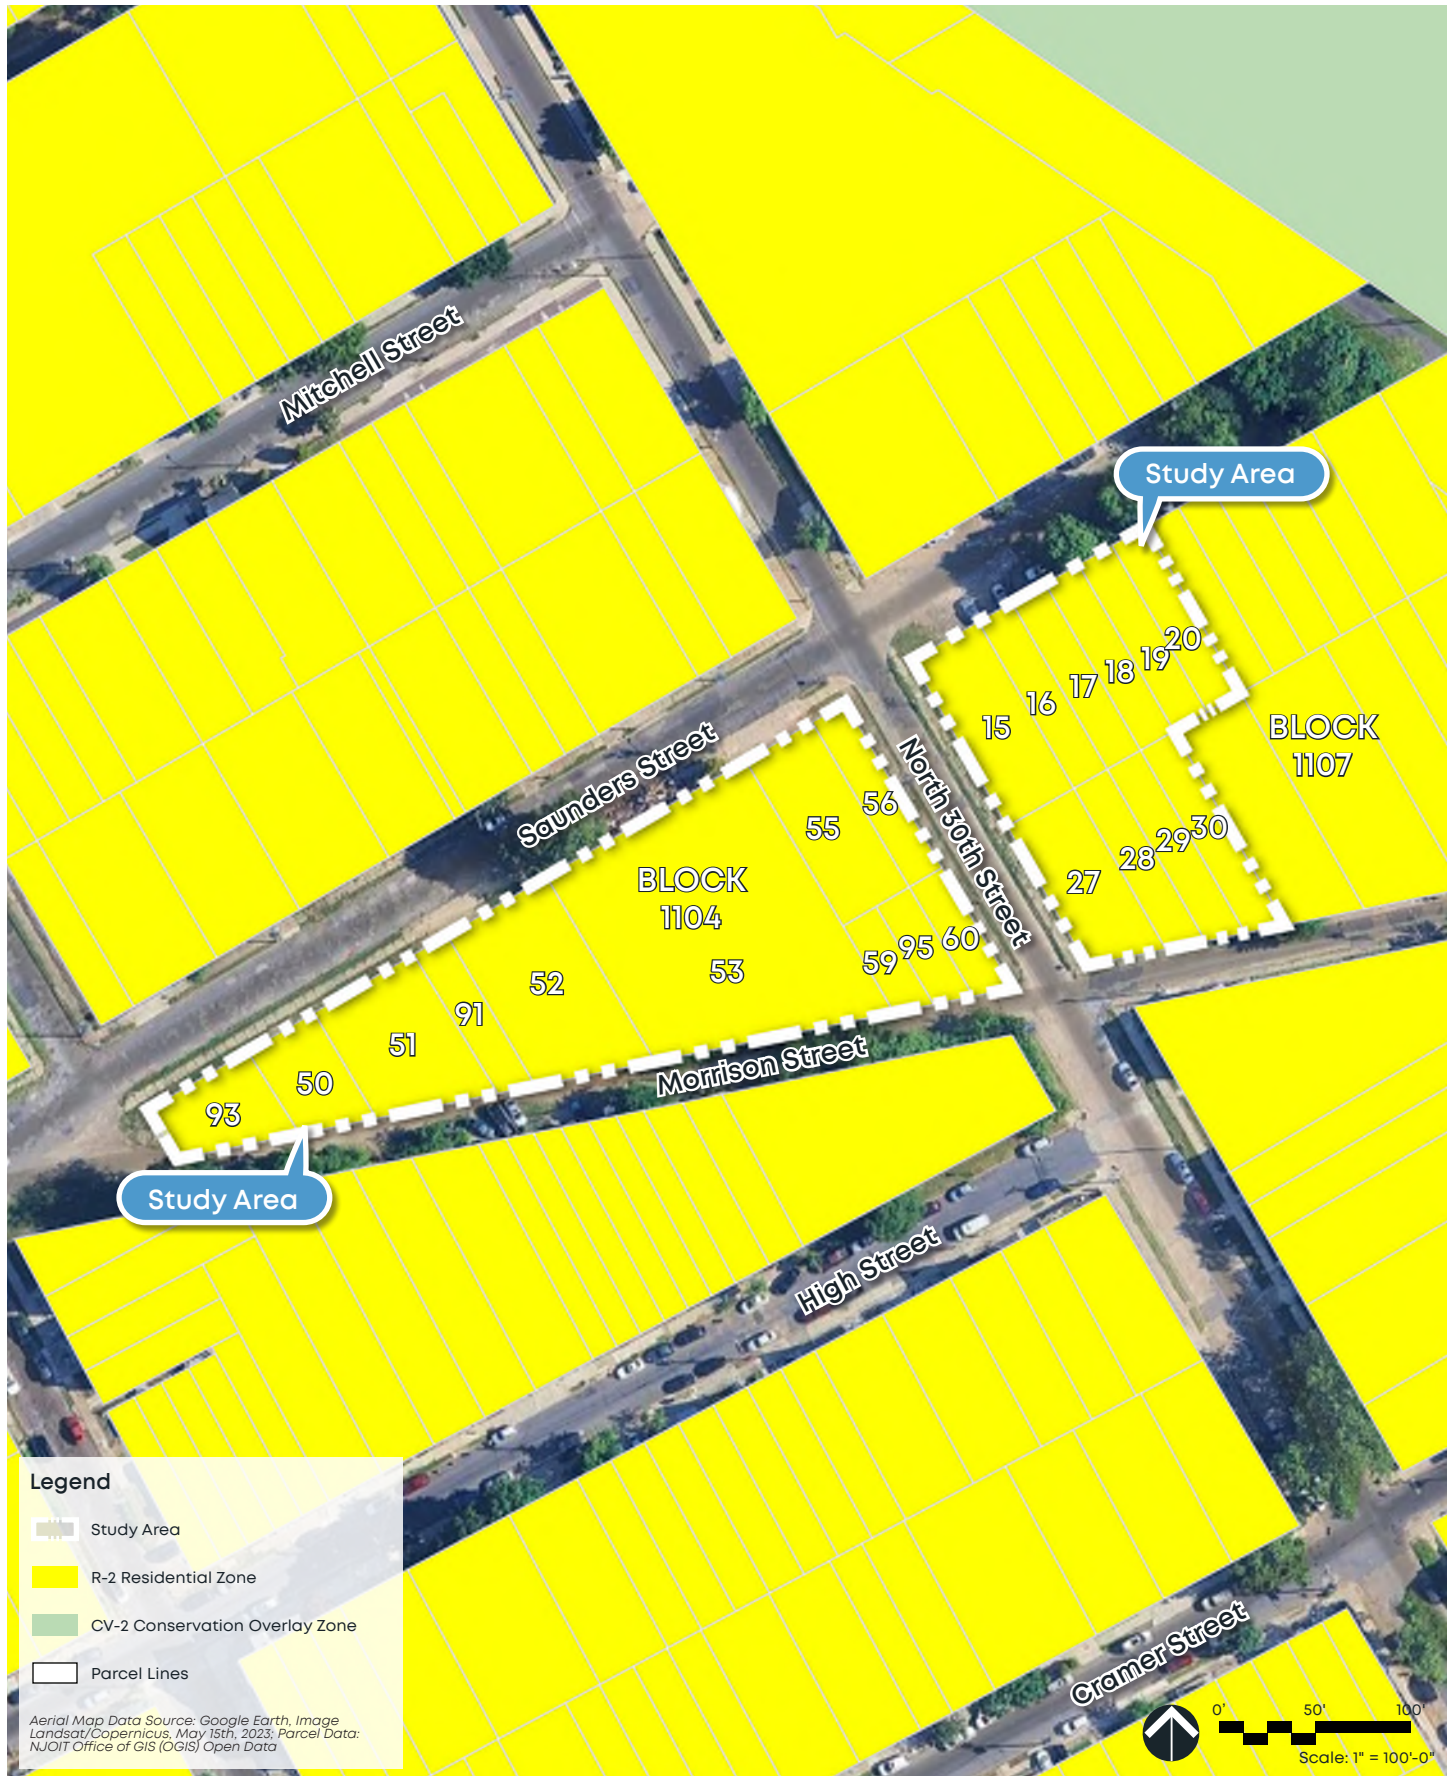 Mitchell Street
Study Area
20
19
18
17
16
15
BLOCK
1107
Saunders Street
North 30th Street
56
55
30
29
28
27
BLOCK
1104
60
95
59
53
52
91
51
50
93
Morrison Street
Study Area
High Street
Cramer Street
Legend
Study Area
R-2 Residential Zone
CV-2 Conservation Overlay Zone
Parcel Lines
Aerial Map Data Source: Google Earth, Image
Landsat/Copernicus, May 15th, 2023; Parcel Data:
NJOIT Office of GIS (OGIS) Open Data
0' 50' 100'
Scale: 1" = 100'-0"